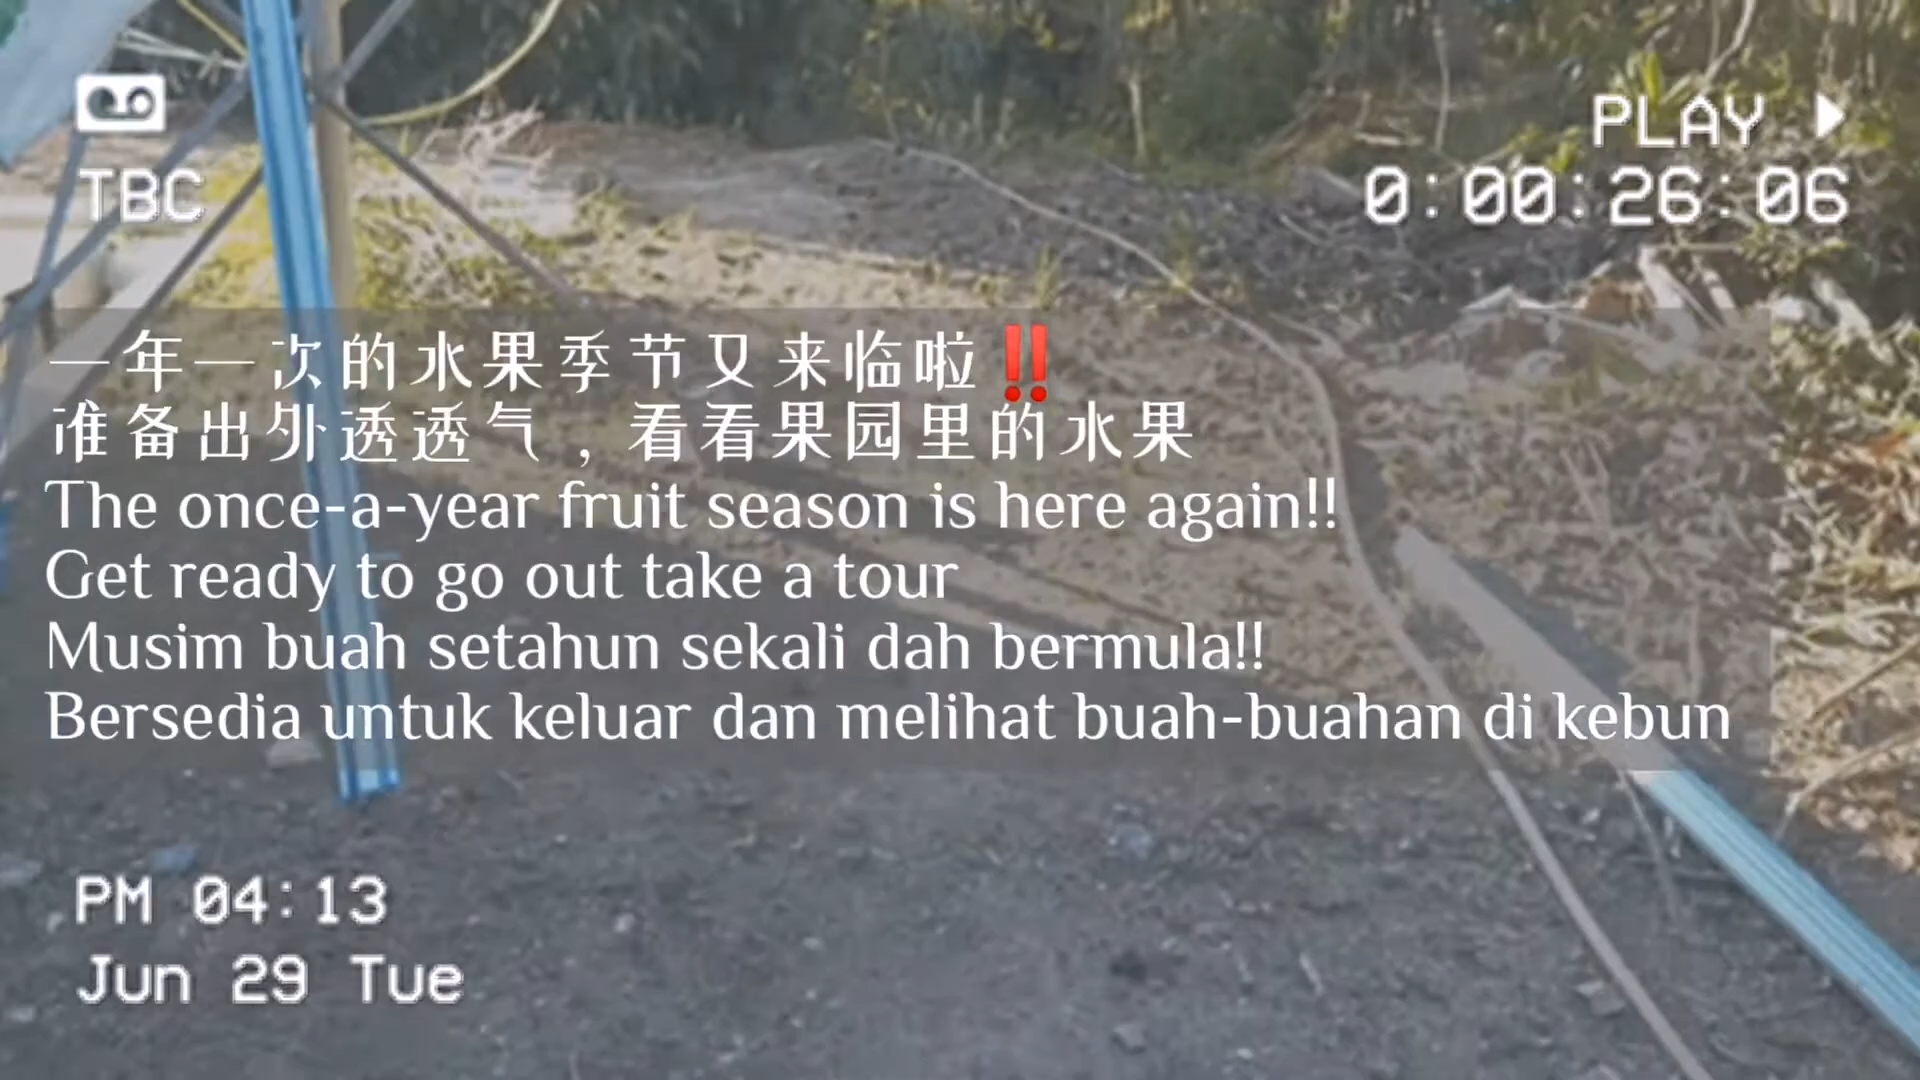 TBC
PLAY
0:00:26:06
一年一次的水果季节又来临啦‼
准备出外透透气，看看果园里的水果
The once-a-year fruit season is here again!!
Get ready to go out take a tour
Musim buah setahun sekali dah bermula!!
Bersedia untuk keluar dan melihat buah-buahan di kebun
PM 04:13
Jun 29 Tue